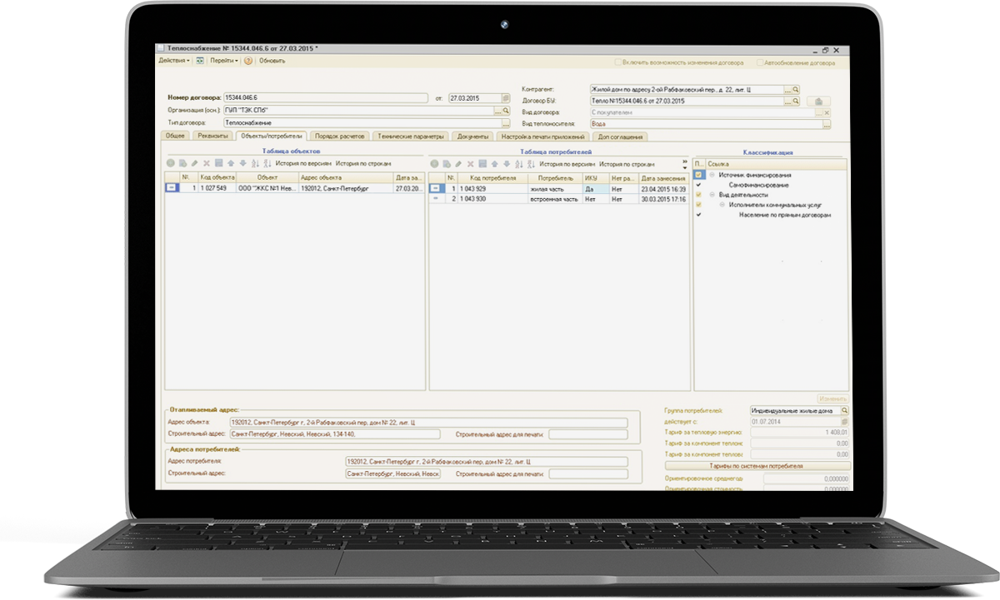 Теплоснабжение № 15344.046.6 от 27.03.2015 *
Действия Перейти Обновить
Включить возможность изменения договора Автообновление договора
Номер договора: 15344.046.6 от: 27.03.2015
Организация (осн.): ГУП "ТЭК СПб"
Тип договора: Теплоснабжение
Контрагент: Жилой дом по адресу 2-ой Рабфаковский пер., д. 22, лит. Ц
Договор БУ: Тепло №15344.046.6 от 27.03.2015
Вид договора: С покупателем
Вид теплоносителя: Вода
Общее Реквизиты Объекты/потребители Порядок расчетов Технические параметры Документы Настройка печати приложений Доп соглашения
Таблица объектов
История по версиям История по строкам
№ Код объекта Объект Адрес объекта Дата за...
1 1 027 549 ООО "ЖКС №1 Нев... 192012, Санкт-Петербург 27.03.20...
Таблица потребителей
История по версиям История по строкам
№ Код потребителя Потребитель ИКУ Нет ра... Дата занесения
1 1 043 929 жилая часть Да Нет 23.04.2015 16:39
2 1 043 930 встроенная часть Нет Нет 30.03.2015 17:16
Классификация
П... Ссылка
Источник финансирования
Самофинансирование
Вид деятельности
Исполнители коммунальных услуг
Население по прямым договорам
Изменить
Отапливаемый адрес:
Адрес объекта: 192012, Санкт-Петербург г, 2-й Рабфаковский пер, дом № 22, лит. Ц
Строительный адрес: Санкт-Петербург, Невский, Невский, 134-140, Строительный адрес для печати:
Адреса потребителей:
Адрес потребителя: 192012, Санкт-Петербург г, 2-й Рабфаковский пер, дом № 22, лит. Ц
Строительный адрес: Санкт-Петербург, Невский, Невск Строительный адрес для печати:
Группа потребителей: Индивидуальные жилые дома
действует с: 01.07.2014
Тариф за тепловую энергию: 1 408,01
Тариф за компонент теплон: 0,00
Тариф за компонент теплов: 0,00
Тарифы по системам потребителя
Ориентировочное среднегод 0,000000
Ориентировочная стоимость 0,000000